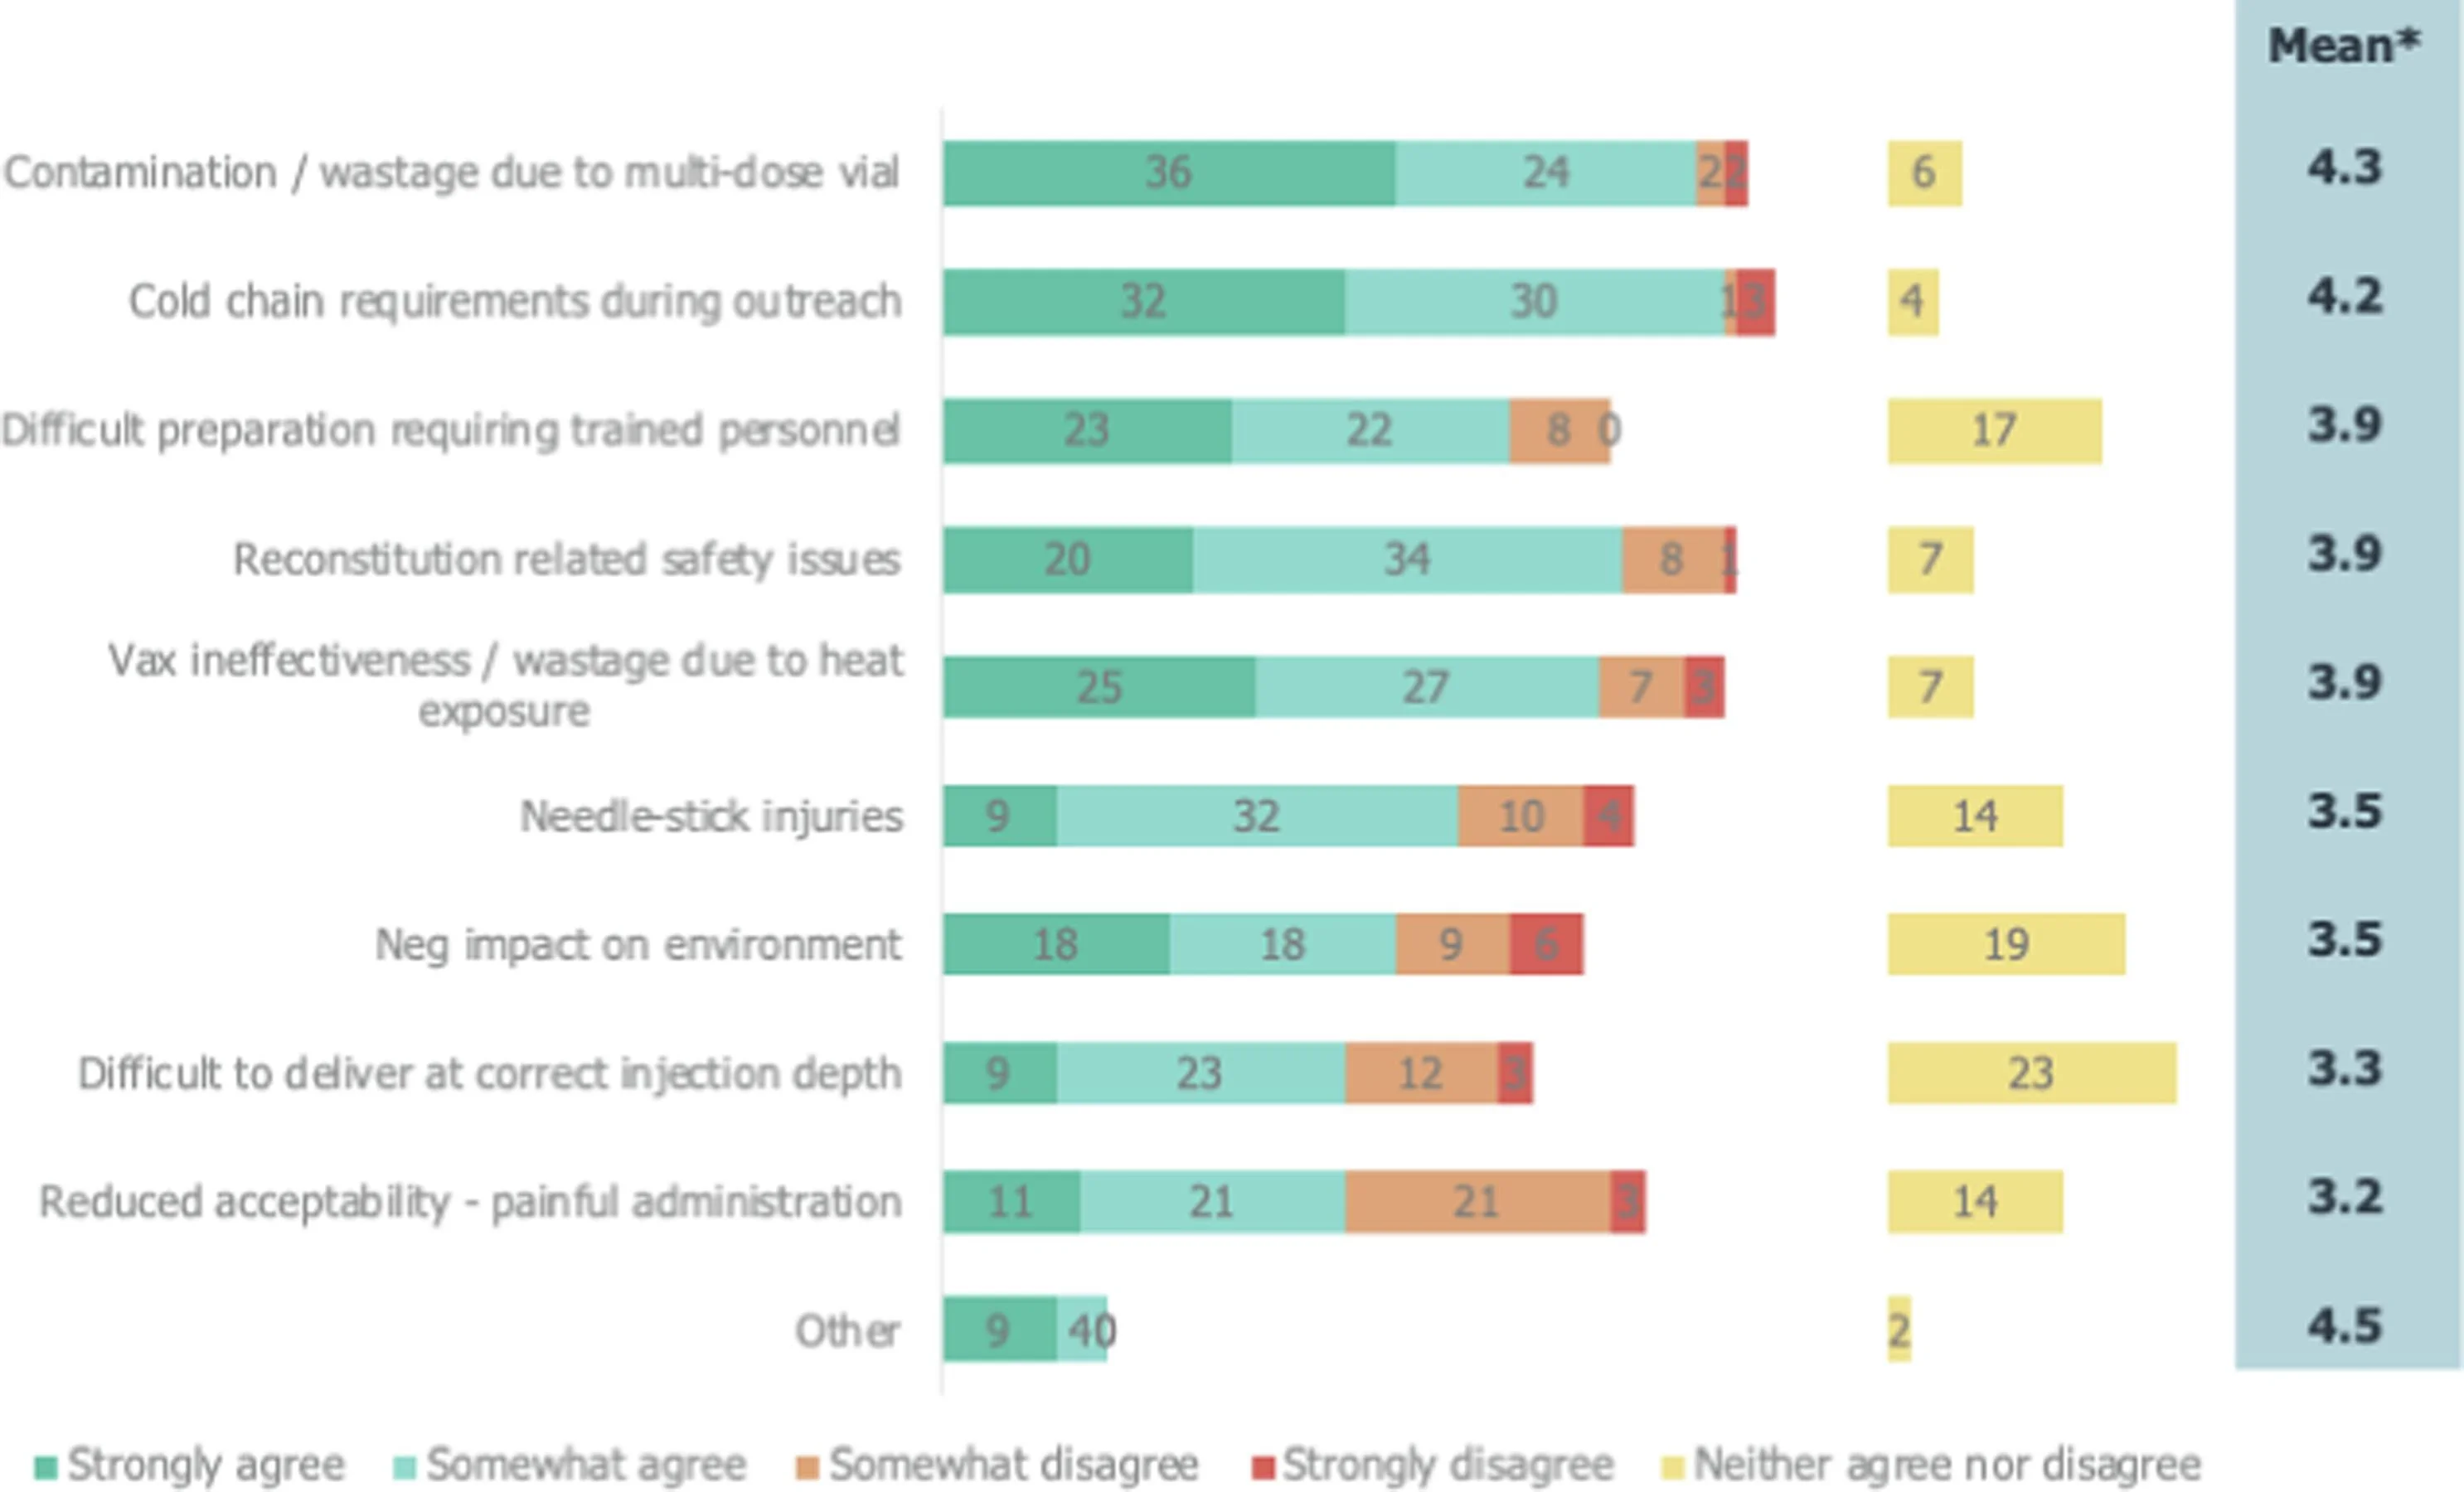 Mean*
Contamination / wastage due to multi-dose vial 36 24 2 2 6 4.3
Cold chain requirements during outreach 32 30 1 3 4 4.2
Difficult preparation requiring trained personnel 23 22 8 0 17 3.9
Reconstitution related safety issues 20 34 8 1 7 3.9
Vax ineffectiveness / wastage due to heat
exposure 25 27 7 3 7 3.9
Needle-stick injuries 9 32 10 4 14 3.5
Neg impact on environment 18 18 9 6 19 3.5
Difficult to deliver at correct injection depth 9 23 12 3 23 3.3
Reduced acceptability - painful administration 11 21 21 3 14 3.2
Other 9 4 0 2 4.5
Strongly agree Somewhat agree Somewhat disagree Strongly disagree Neither agree nor disagree